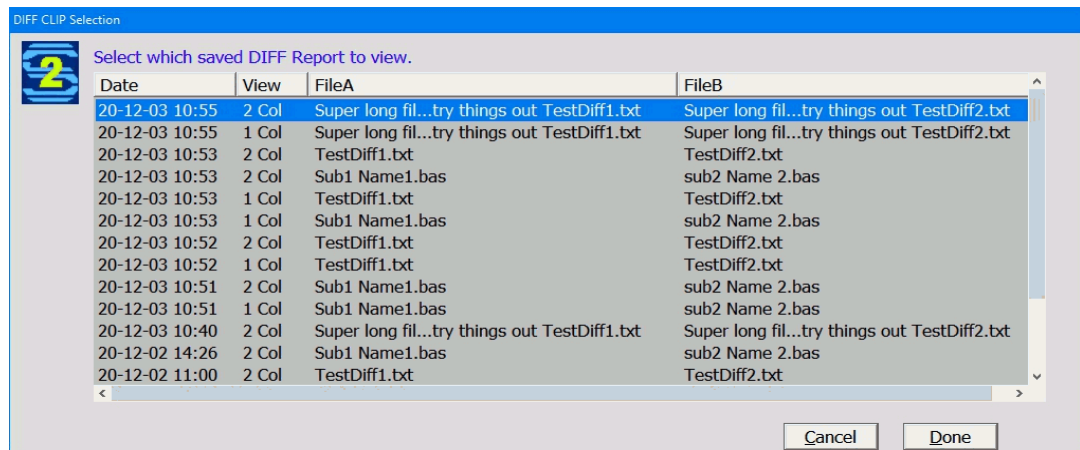 DIFF CLIP Selection
2
Select which saved DIFF Report to view.
Date View FileA FileB
20-12-03 10:55 2 Col Super long fil...try things out TestDiff1.txt Super long fil...try things out TestDiff2.txt
20-12-03 10:55 1 Col Super long fil...try things out TestDiff1.txt Super long fil...try things out TestDiff2.txt
20-12-03 10:53 2 Col TestDiff1.txt TestDiff2.txt
20-12-03 10:53 2 Col Sub1 Name1.bas sub2 Name 2.bas
20-12-03 10:53 1 Col TestDiff1.txt TestDiff2.txt
20-12-03 10:53 1 Col Sub1 Name1.bas sub2 Name 2.bas
20-12-03 10:52 2 Col TestDiff1.txt TestDiff2.txt
20-12-03 10:52 1 Col TestDiff1.txt TestDiff2.txt
20-12-03 10:51 2 Col Sub1 Name1.bas sub2 Name 2.bas
20-12-03 10:51 1 Col Sub1 Name1.bas sub2 Name 2.bas
20-12-03 10:40 2 Col Super long fil...try things out TestDiff1.txt Super long fil...try things out TestDiff2.txt
20-12-02 14:26 2 Col Sub1 Name1.bas sub2 Name 2.bas
20-12-02 11:00 2 Col TestDiff1.txt TestDiff2.txt
Cancel Done